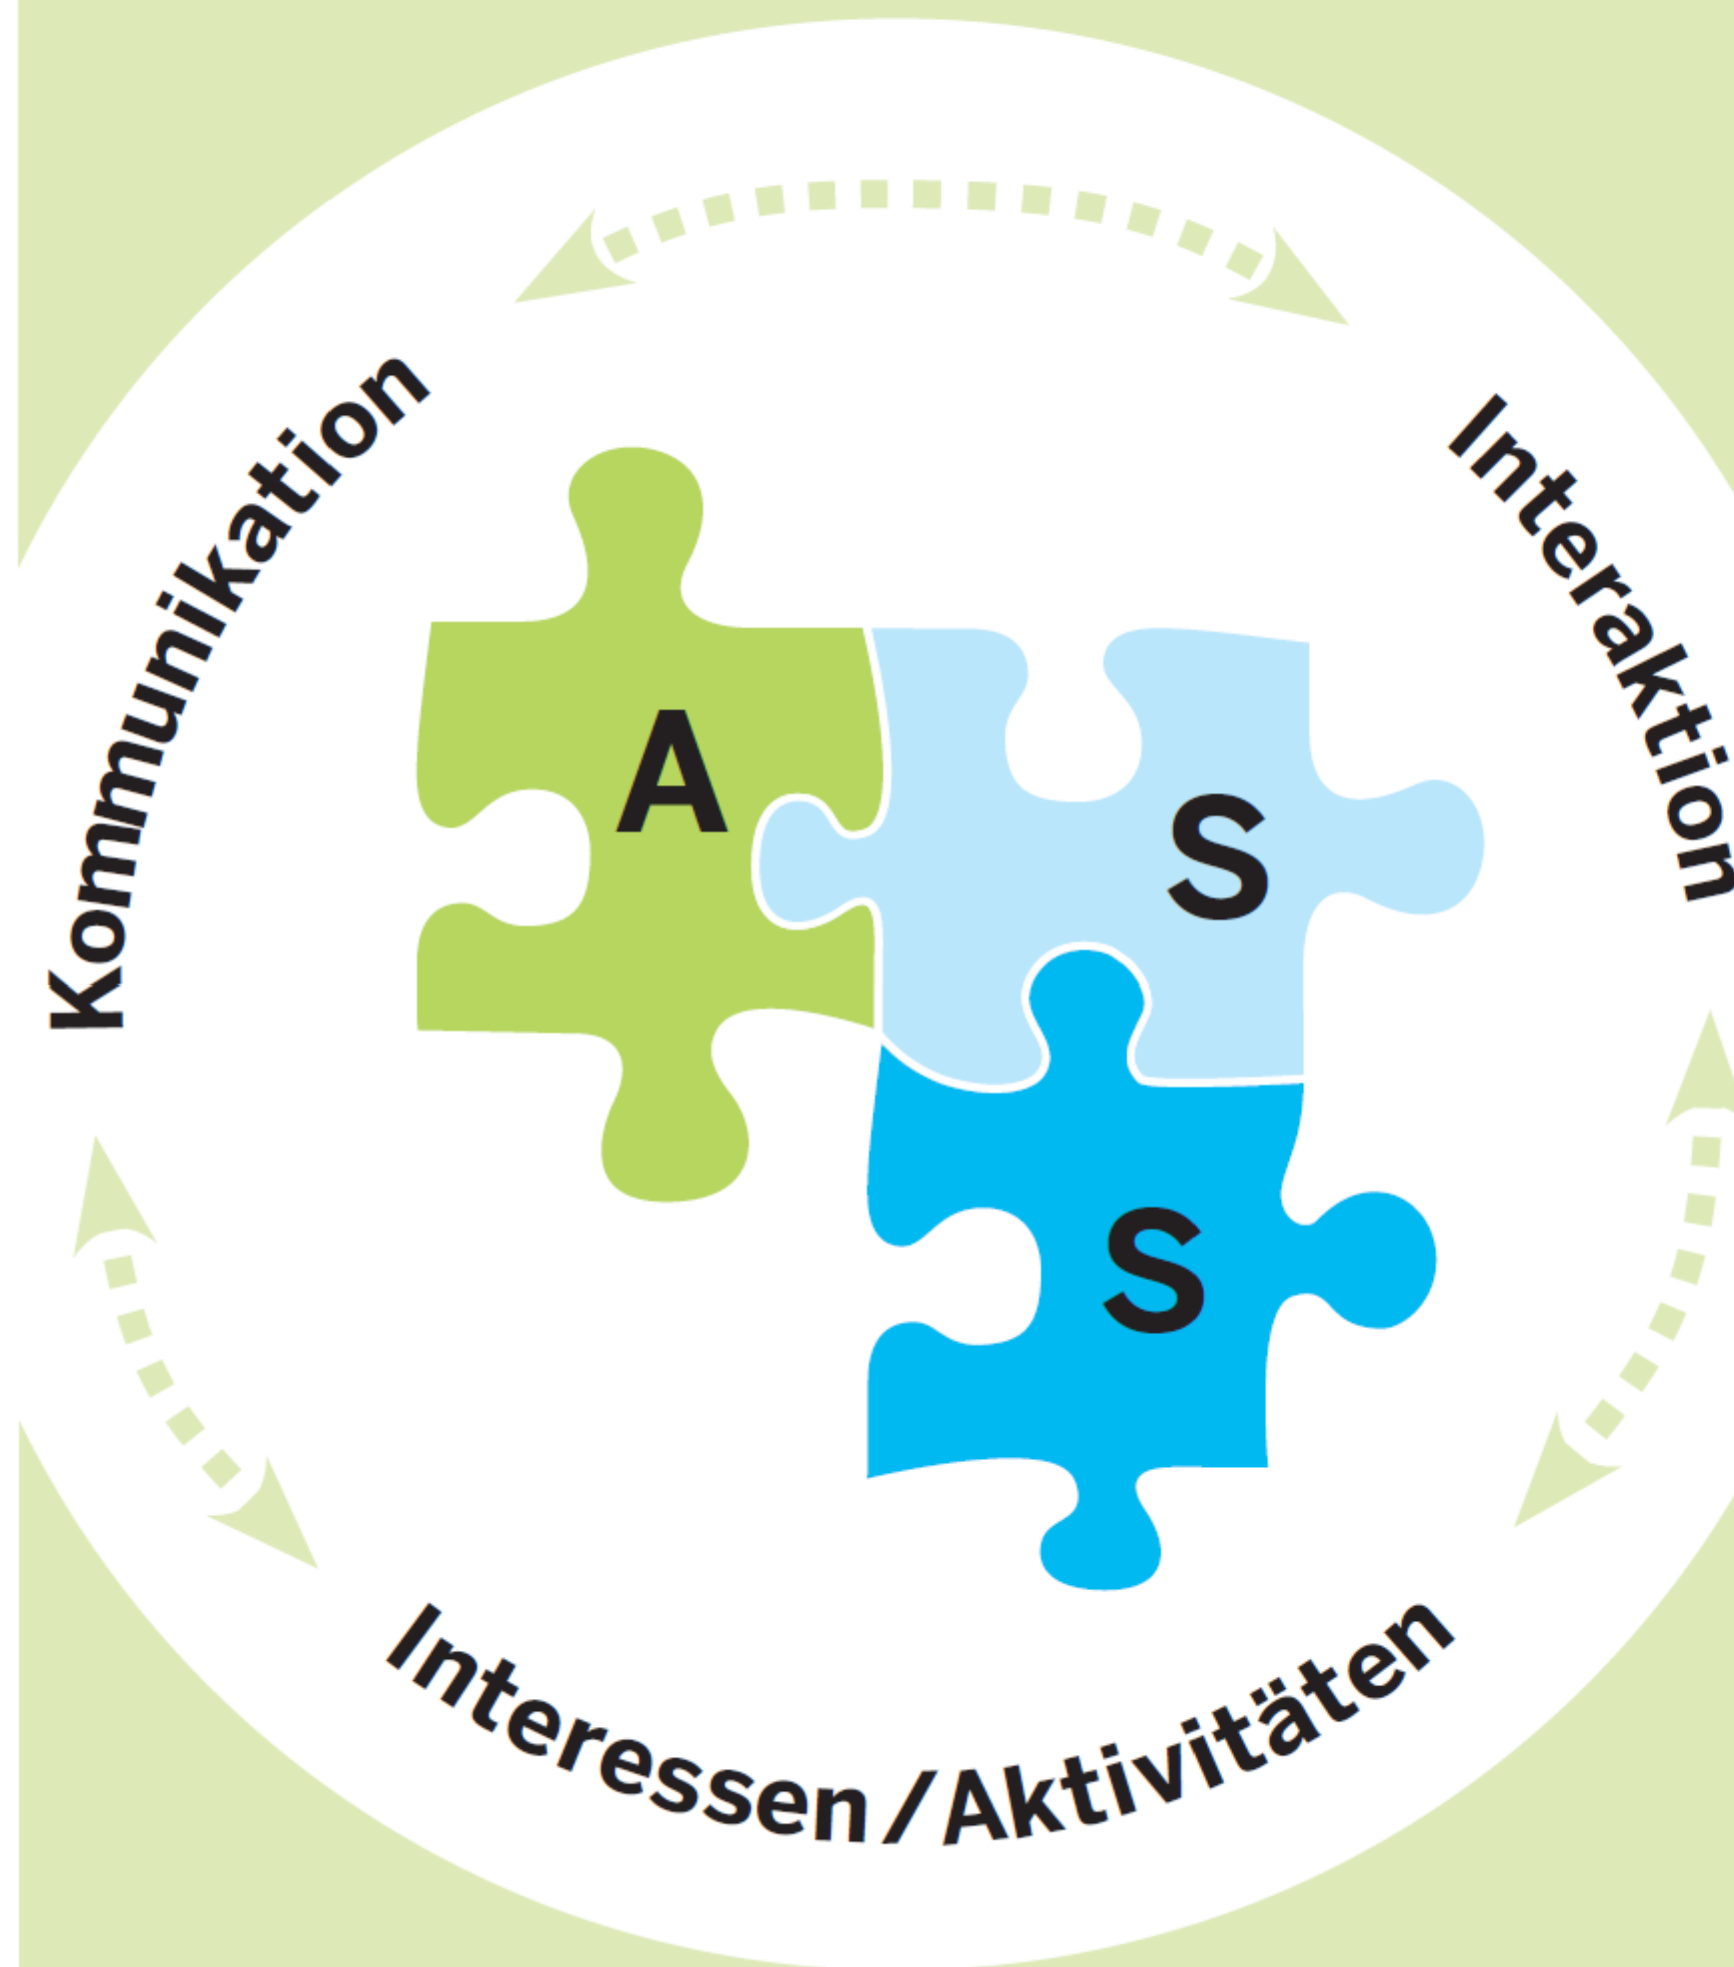 Kommunikation
Interaktion
A
S
S
Interessen/Aktivitäten